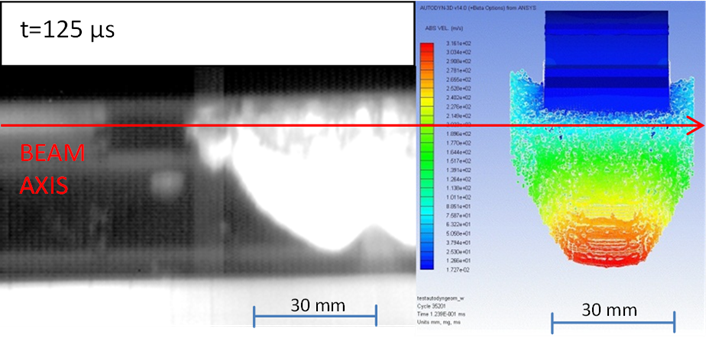 t=125 µs
BEAM
AXIS
30 mm
AUTODYN-3D v14.0 (+Beta Options) from ANSYS
ABS.VEL. (m/s)
3.161e+02
3.034e+02
2.908e+02
2.781e+02
2.655e+02
2.528e+02
2.402e+02
2.276e+02
2.149e+02
1.896e+02
1.770e+02
1.644e+02
1.517e+02
1.391e+02
1.264e+02
1.138e+02
1.011e+02
8.851e+01
7.587e+01
6.322e+01
5.058e+01
3.794e+01
2.530e+01
1.266e+01
1.727e-02
Cycle 35201
Time 1.239E-001 ms
Units mm, mg, ms
30 mm